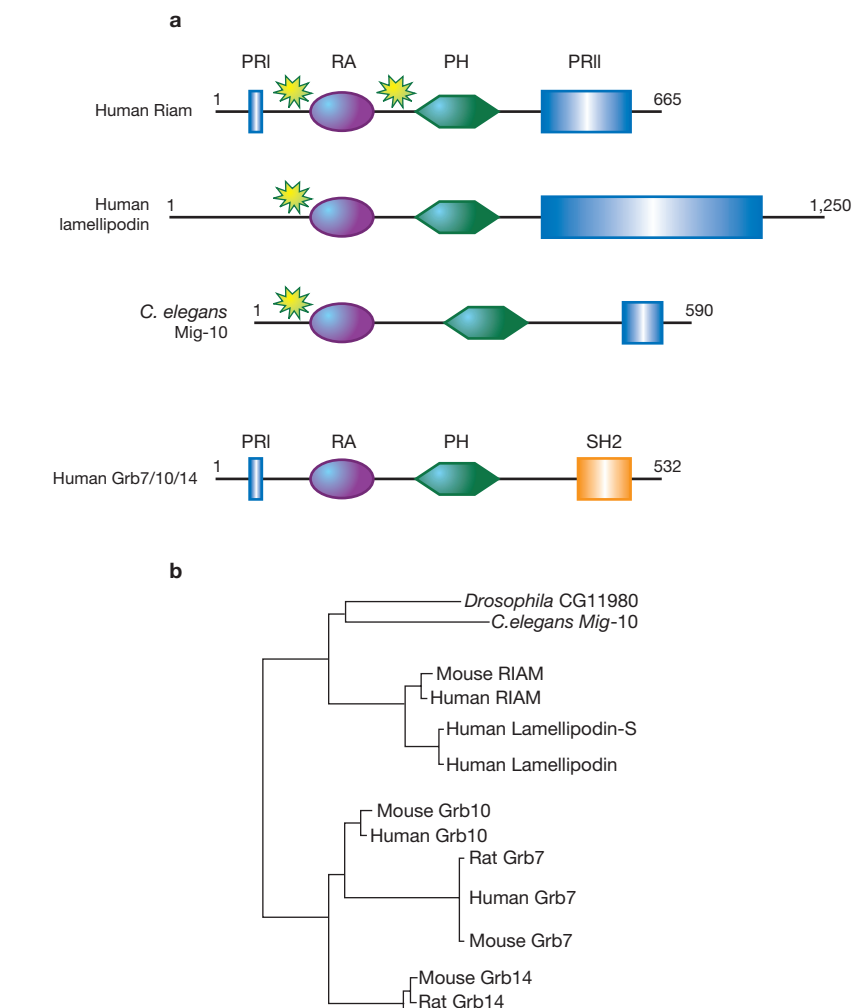 a
PRI RA PH PRII
Human Riam 1 665
Human
lamellipodin 1 1,250
C. elegans
Mig-10 1 590
PRI RA PH SH2
Human Grb7/10/14 1 532
b
Drosophila CG11980
C.elegans Mig-10
Mouse RIAM
Human RIAM
Human Lamellipodin-S
Human Lamellipodin
Mouse Grb10
Human Grb10
Rat Grb7
Human Grb7
Mouse Grb7
Mouse Grb14
Rat Grb14